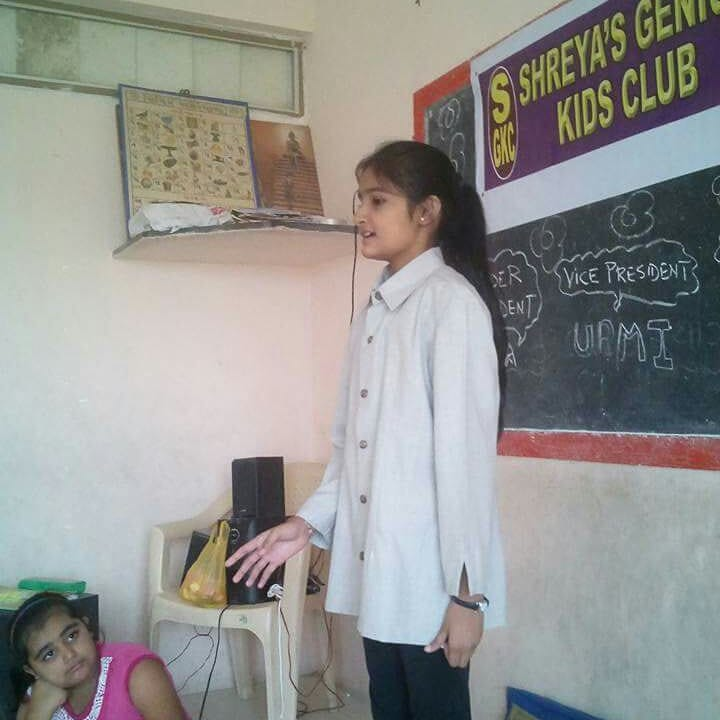 SHREYA'S GENI
KIDS CLUB
S
GKC
DER
DENT
A
VICE PRESIDENT
URMI